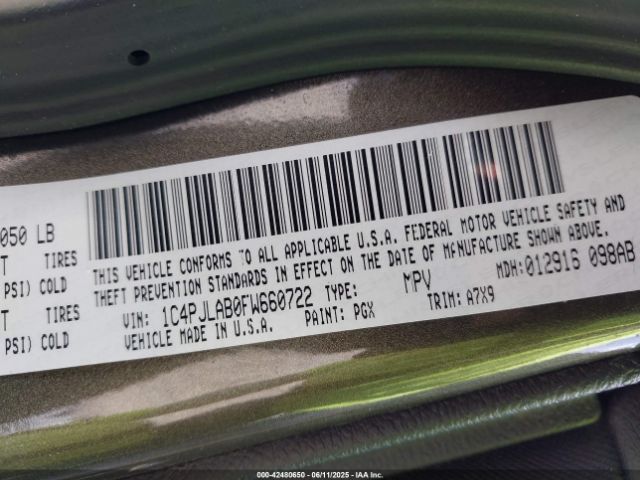 050 LB
T TIRES
PSI) COLD
T TIRES
PSI) COLD
THIS VEHICLE CONFORMS TO ALL APPLICABLE U.S.A. FEDERAL MOTOR VEHICLE SAFETY AND
THEFT PREVENTION STANDARDS IN EFFECT ON THE DATE OF MANUFACTURE SHOWN ABOVE.
VIN: 1C4PJLAB0FW660722 TYPE: MPV MDH:012916 098AB
VEHICLE MADE IN U.S.A. PAINT: PGX TRIM: A7X9
000-42480650 - 06/11/2025 - IAA Inc.